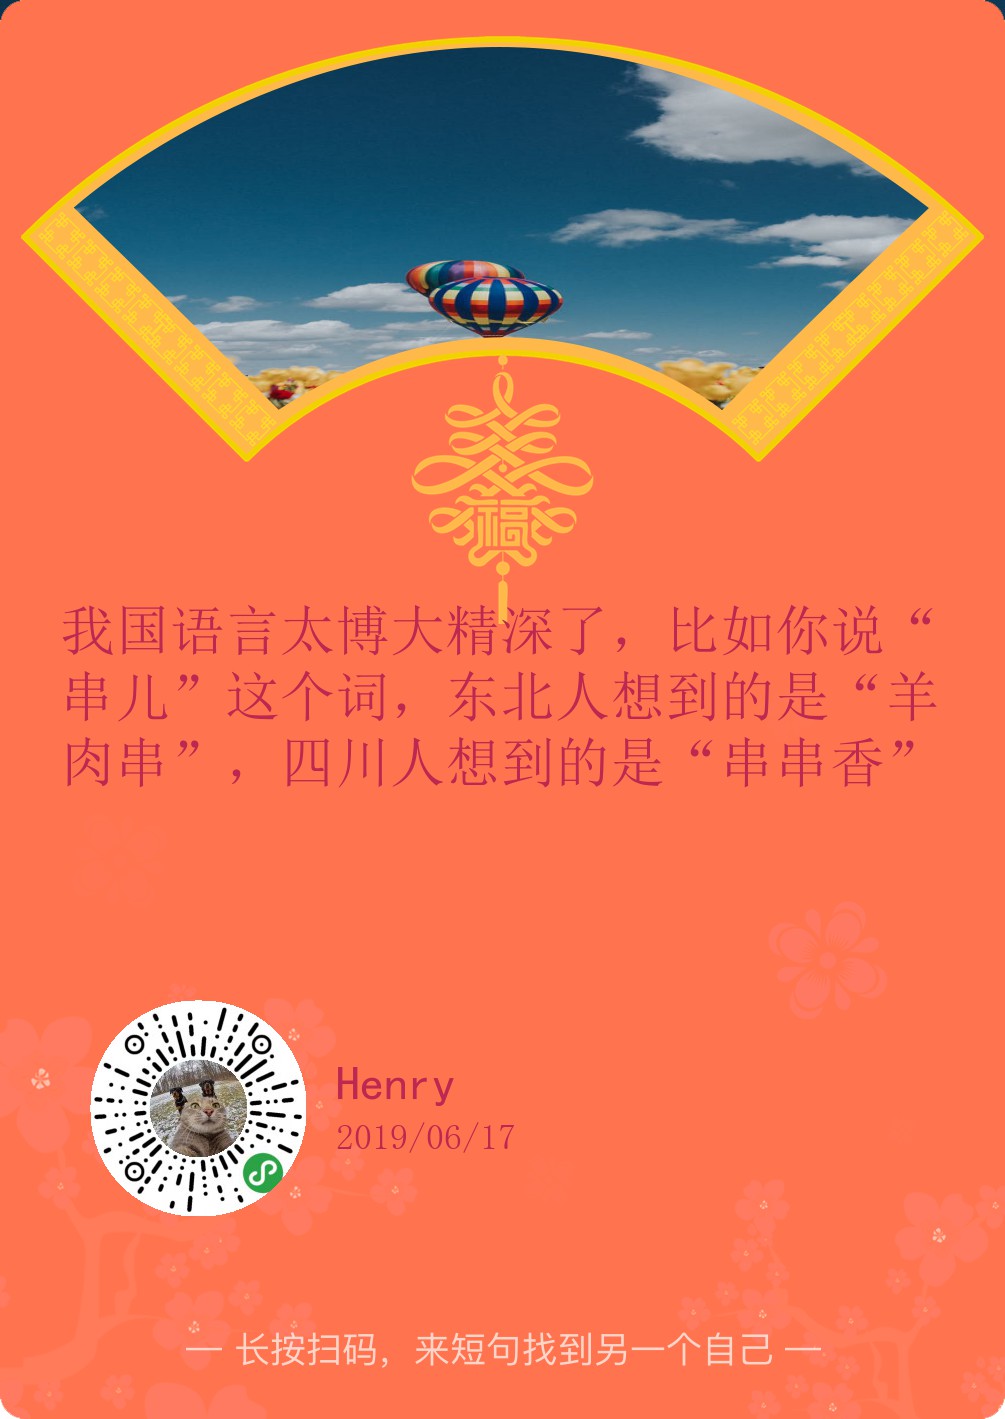 福
我国语言太博大精深了，比如你说“
串儿”这个词，东北人想到的是“羊
肉串”，四川人想到的是“串串香”
Henry
2019/06/17
— 长按扫码，来短句找到另一个自己 —